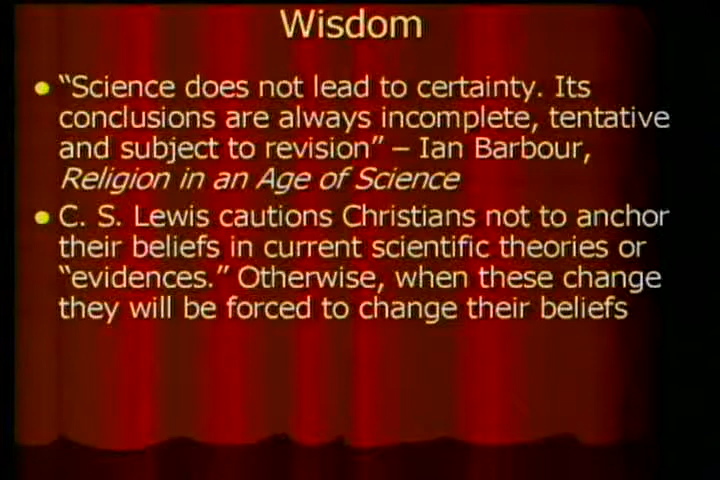 Wisdom
“Science does not lead to certainty. Its
conclusions are always incomplete, tentative
and subject to revision” – Ian Barbour,
Religion in an Age of Science
C. S. Lewis cautions Christians not to anchor
their beliefs in current scientific theories or
“evidences.” Otherwise, when these change
they will be forced to change their beliefs